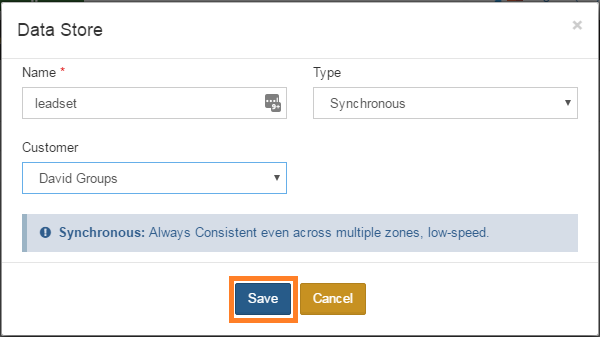 Data Store ×
Name * Type
leadset Synchronous
Customer
David Groups
Synchronous: Always Consistent even across multiple zones, low-speed.
Save Cancel